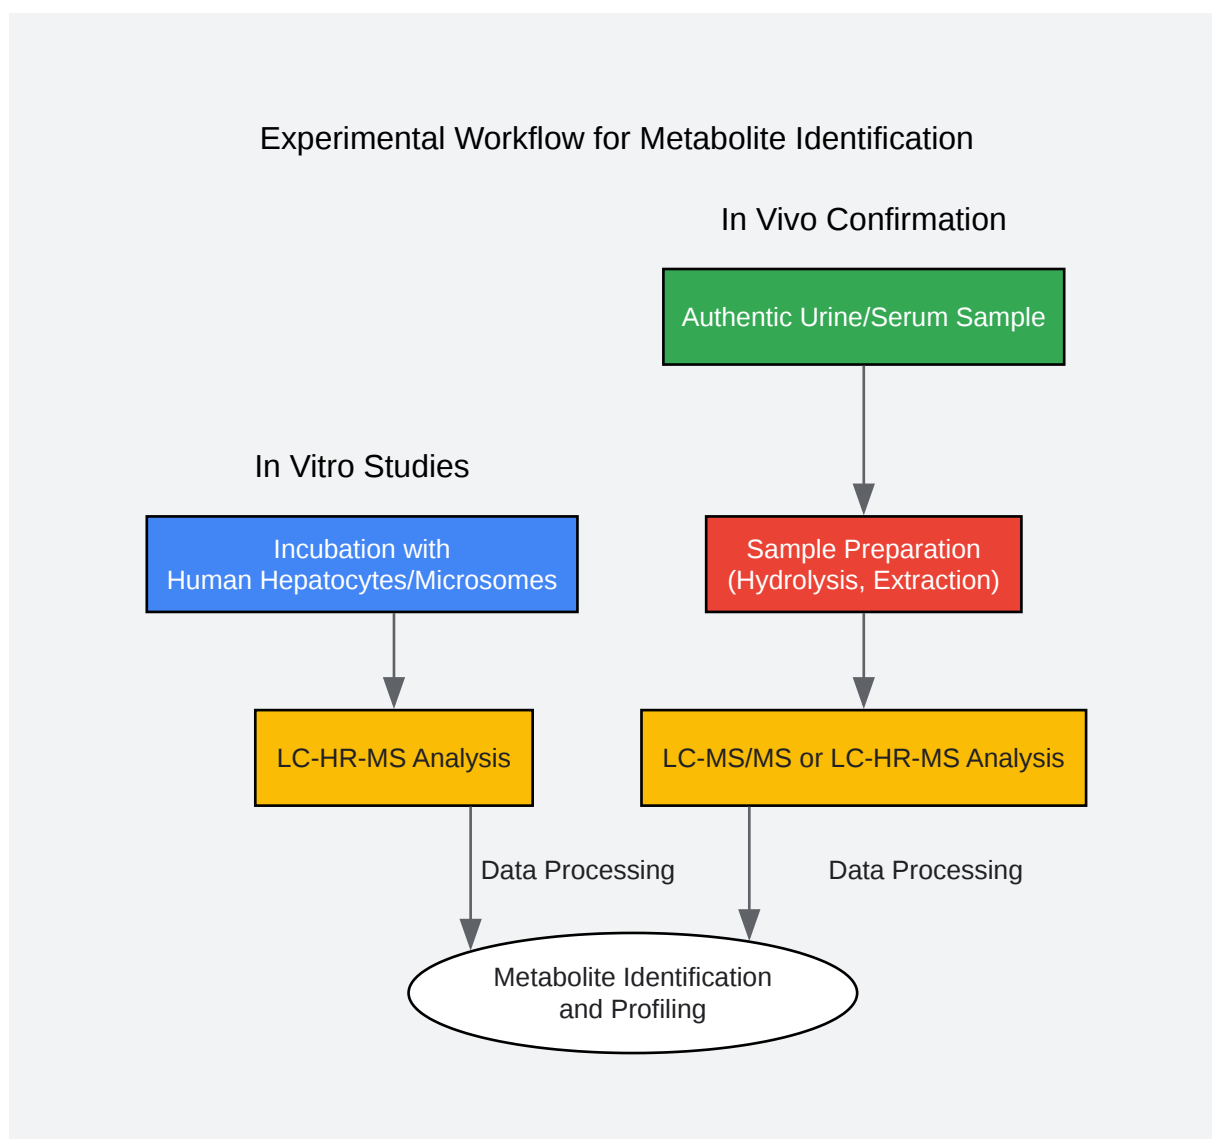 Experimental Workflow for Metabolite Identification
In Vivo Confirmation
Authentic Urine/Serum Sample
In Vitro Studies
Incubation with
Human Hepatocytes/Microsomes
Sample Preparation
(Hydrolysis, Extraction)
LC-HR-MS Analysis
LC-MS/MS or LC-HR-MS Analysis
Data Processing
Data Processing
Metabolite Identification
and Profiling